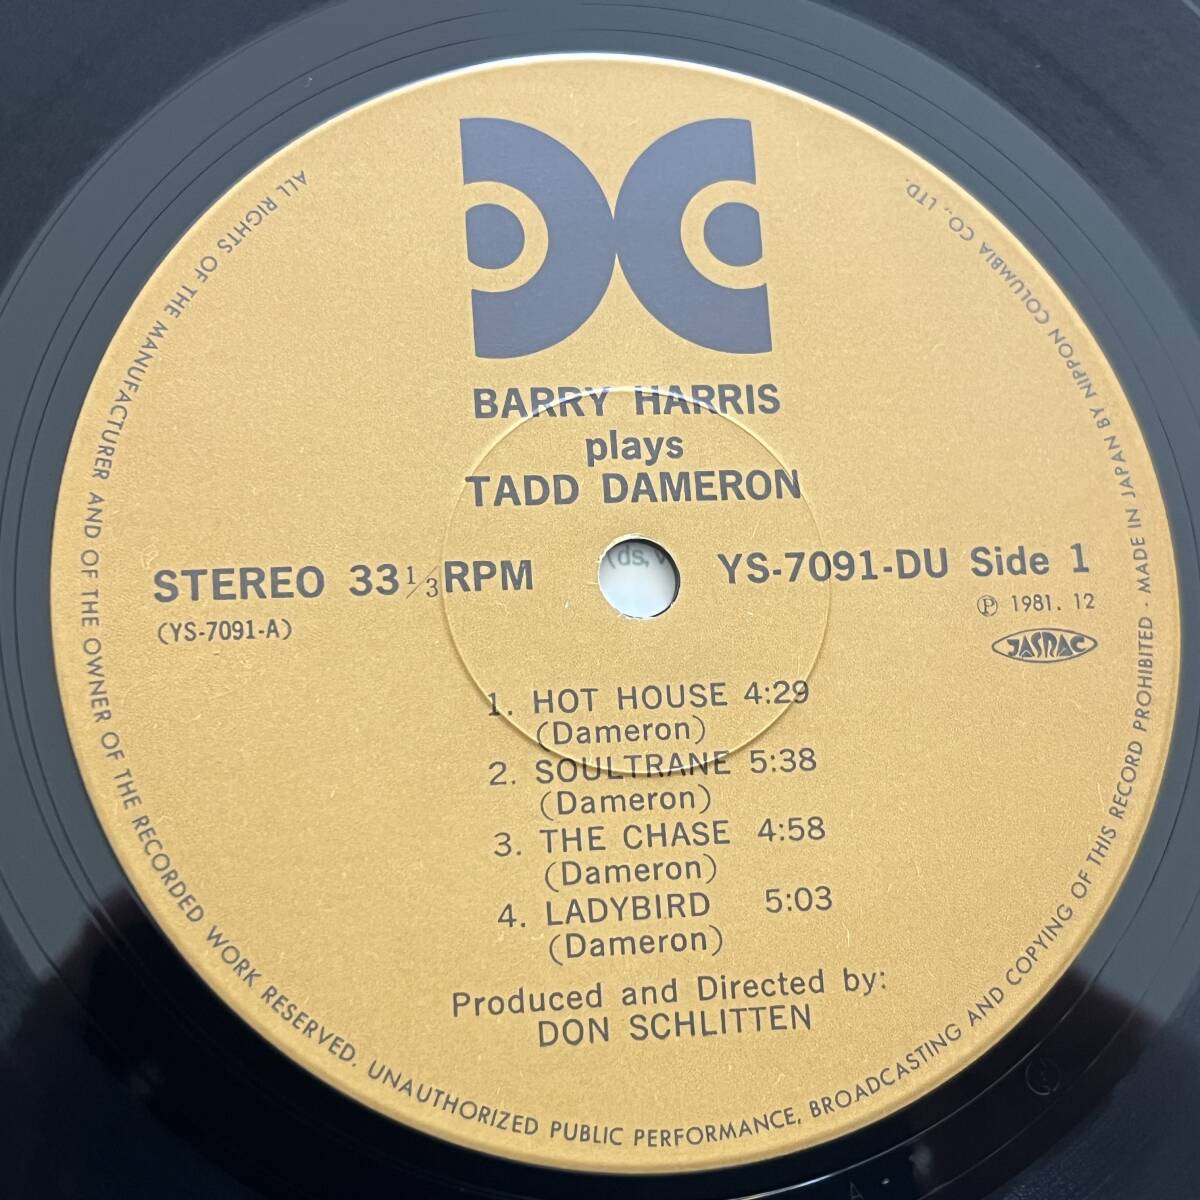 BARRY HARRIS
plays
TADD DAMERON
STEREO 33 1/3 RPM
(YS-7091-A)
(ds,
YS-7091-DU Side 1
Ⓟ 1981. 12
JASRAC
1. HOT HOUSE 4:29
(Dameron)
2. SOULTRANE 5:38
(Dameron)
3. THE CHASE 4:58
(Dameron)
4. LADYBIRD 5:03
(Dameron)
Produced and Directed by:
DON SCHLITTEN
ALL RIGHTS OF THE MANUFACTURER AND OF THE OWNER OF THE RECORDED WORK RESERVED. UNAUTHORIZED PUBLIC PERFORMANCE, BROADCASTING AND COPYING OF THIS RECORD PROHIBITED · MADE IN JAPAN BY NIPPON COLUMBIA CO., LTD.
A